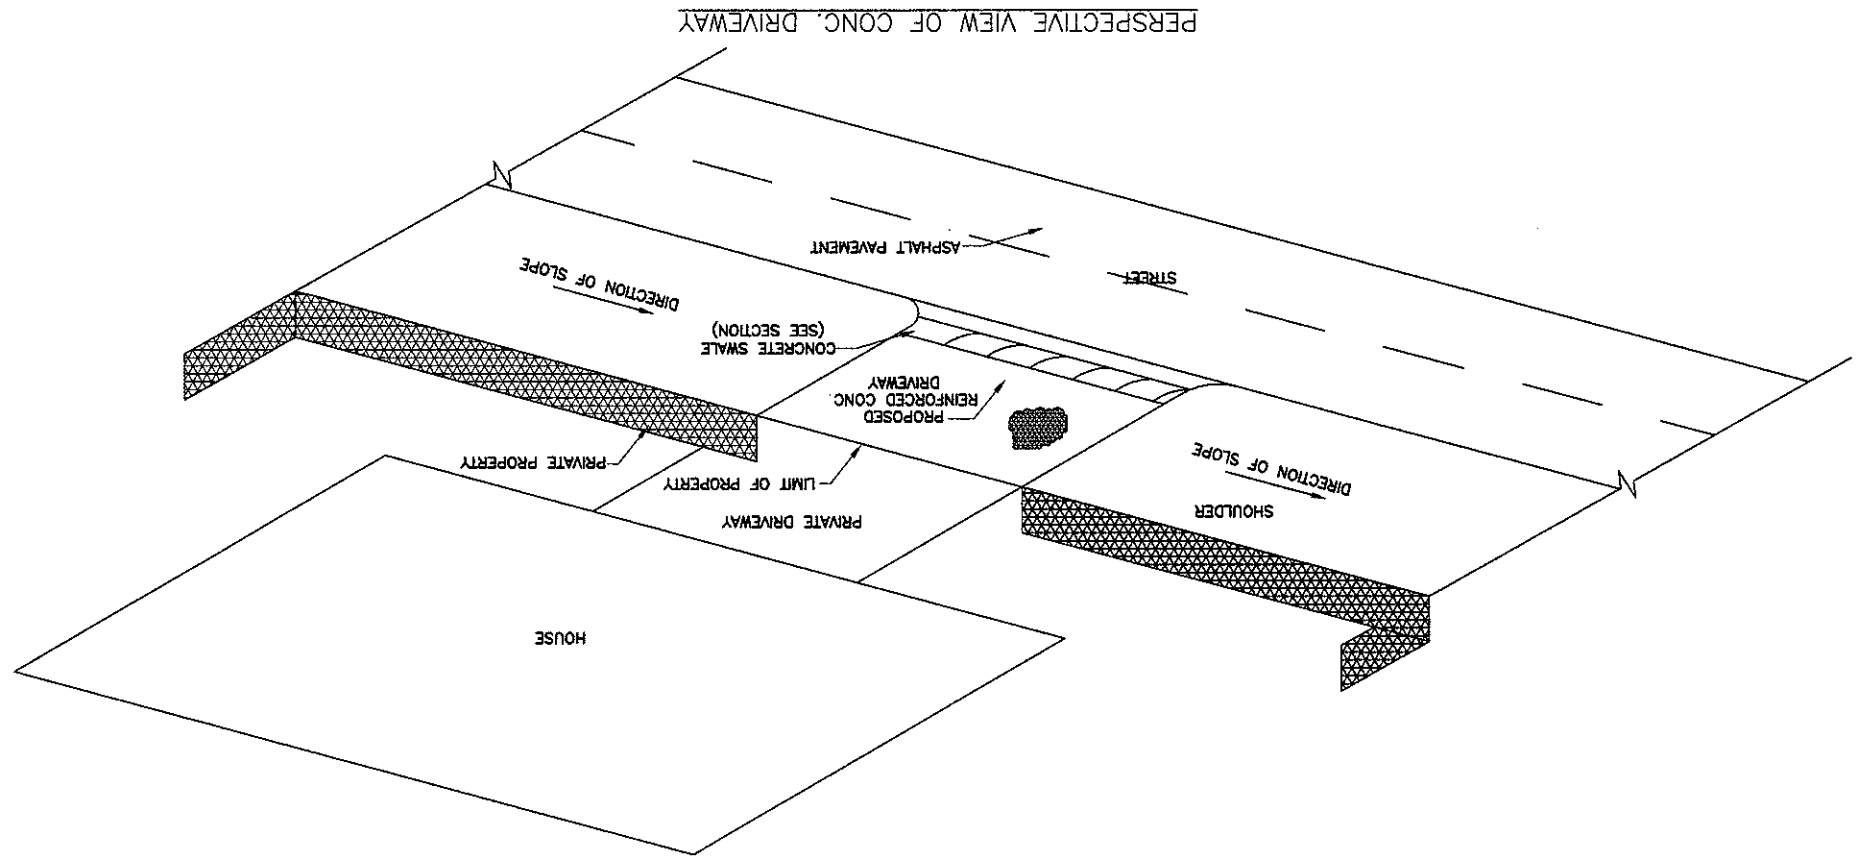 HOUSE
PRIVATE DRIVEWAY
SHOULDER
LIMIT OF PROPERTY
PRIVATE PROPERTY
DIRECTION OF SLOPE
PROPOSED
REINFORCED CONC.
DRIVEWAY
CONCRETE SWALE
(SEE SECTION)
DIRECTION OF SLOPE
STREET
ASPHALT PAVEMENT
PERSPECTIVE VIEW OF CONC. DRIVEWAY